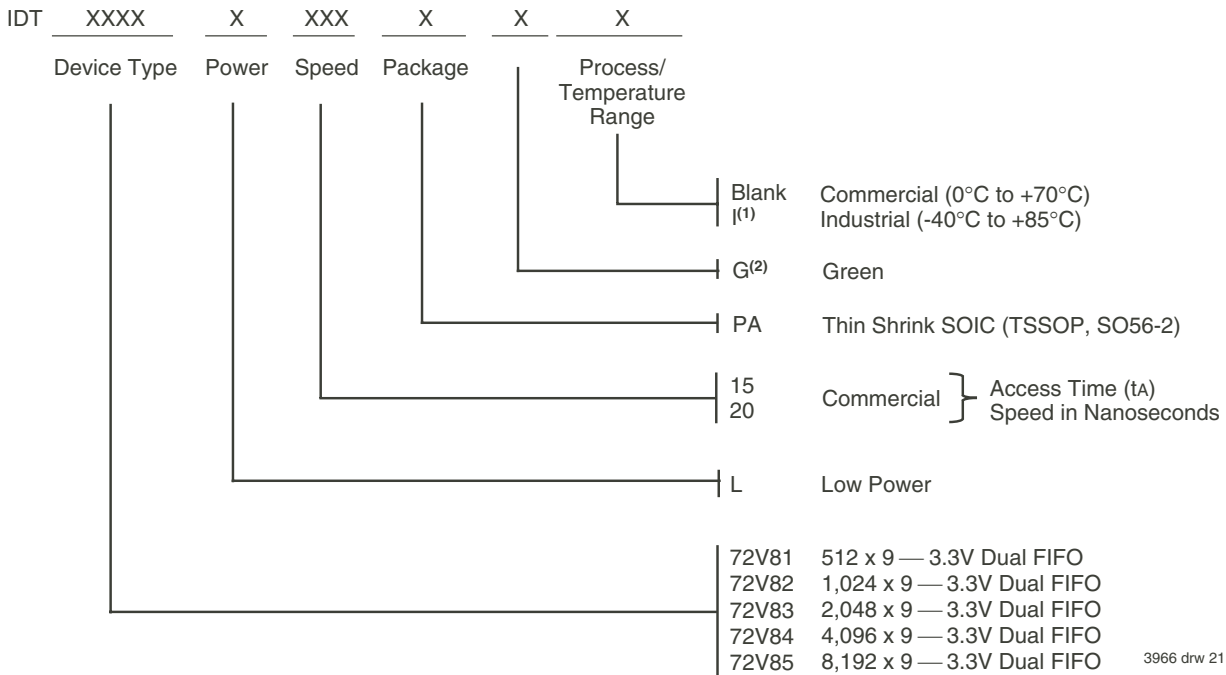 IDT XXXX X XXX X X X
Device Type Power Speed Package Process/
Temperature
Range
Blank Commercial (0°C to +70°C)
I(1) Industrial (-40°C to +85°C)
G(2) Green
PA Thin Shrink SOIC (TSSOP, SO56-2)
15
20
Commercial
Access Time (tA)
Speed in Nanoseconds
L Low Power
72V81 512 x 9 — 3.3V Dual FIFO
72V82 1,024 x 9 — 3.3V Dual FIFO
72V83 2,048 x 9 — 3.3V Dual FIFO
72V84 4,096 x 9 — 3.3V Dual FIFO
72V85 8,192 x 9 — 3.3V Dual FIFO
3966 drw 21